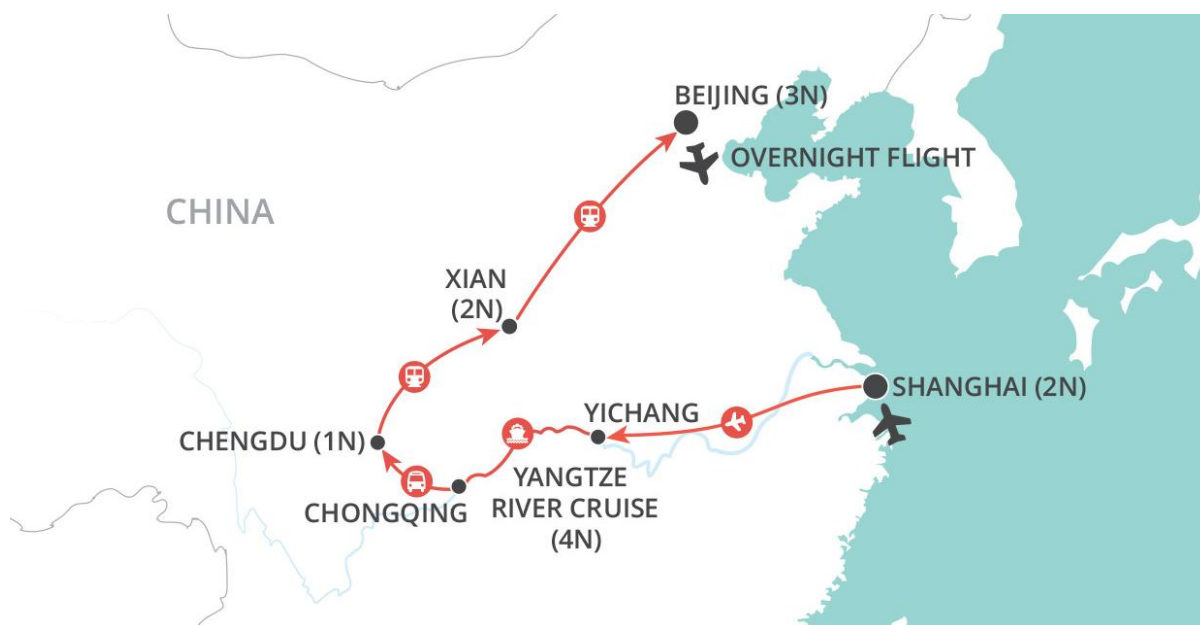 BEIJING (3N)
OVERNIGHT FLIGHT
CHINA
XIAN
(2N)
SHANGHAI (2N)
YICHANG
CHENGDU (1N)
YANGTZE
RIVER CRUISE
(4N)
CHONGQING